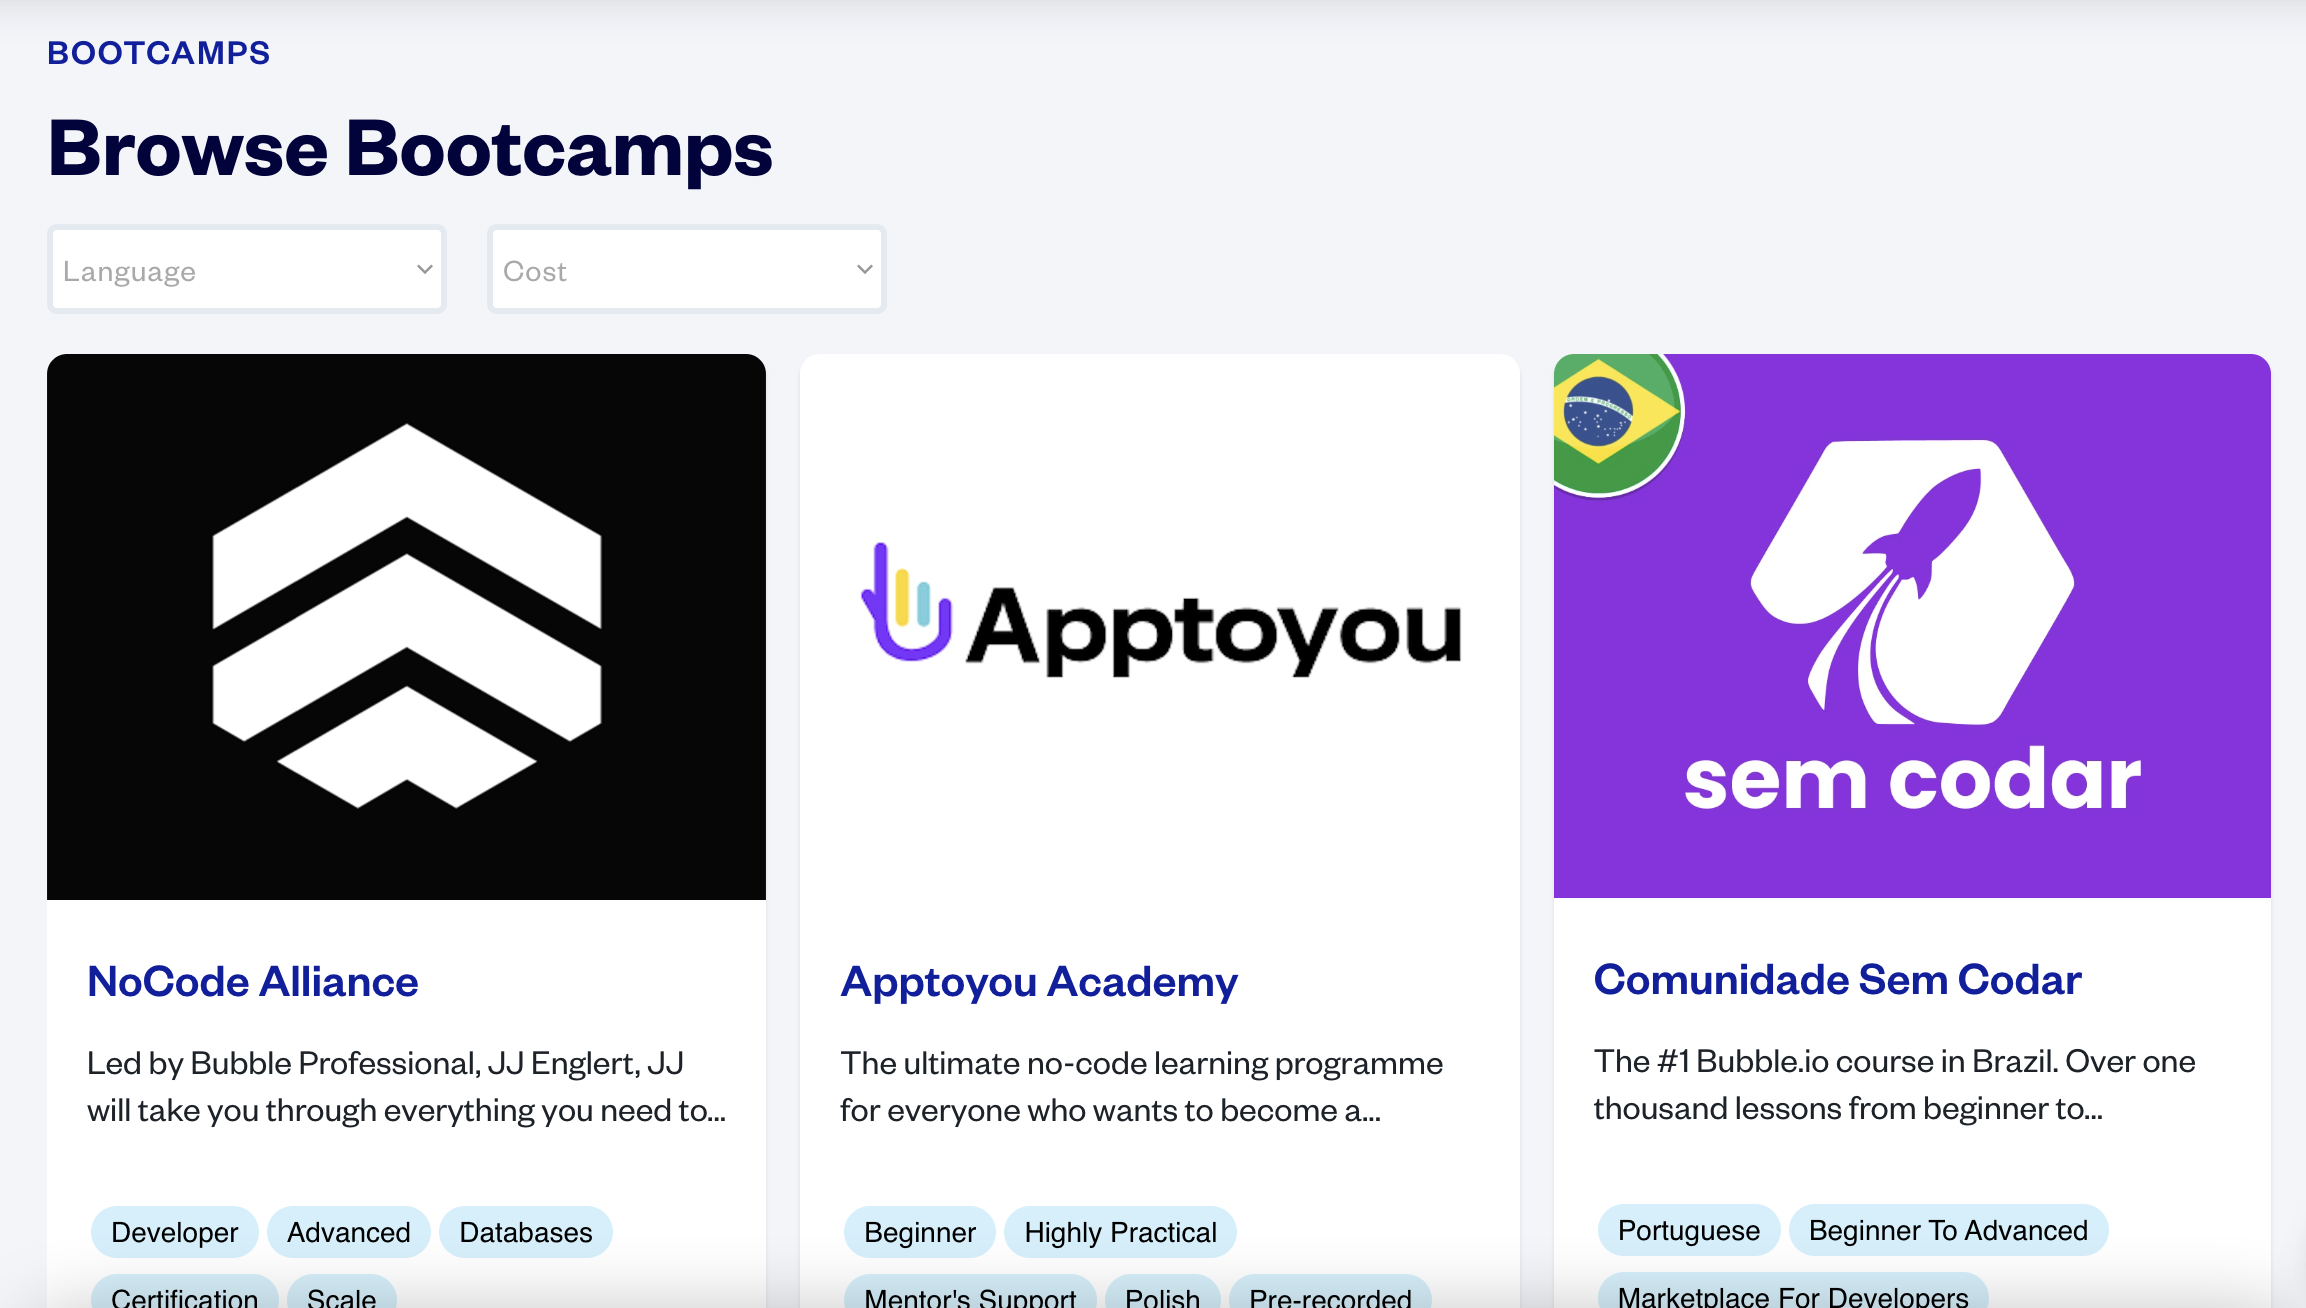 BOOTCAMPS
Browse Bootcamps
Language
Cost
Apptoyou
sem codar
NoCode Alliance
Led by Bubble Professional, JJ Englert, JJ
will take you through everything you need to...
Developer
Advanced
Databases
Certification
Scale
Apptoyou Academy
The ultimate no-code learning programme
for everyone who wants to become a...
Beginner
Highly Practical
Mentor's Support
Polish
Pre-recorded
Comunidade Sem Codar
The #1 Bubble.io course in Brazil. Over one
thousand lessons from beginner to...
Portuguese
Beginner To Advanced
Marketplace For Developers